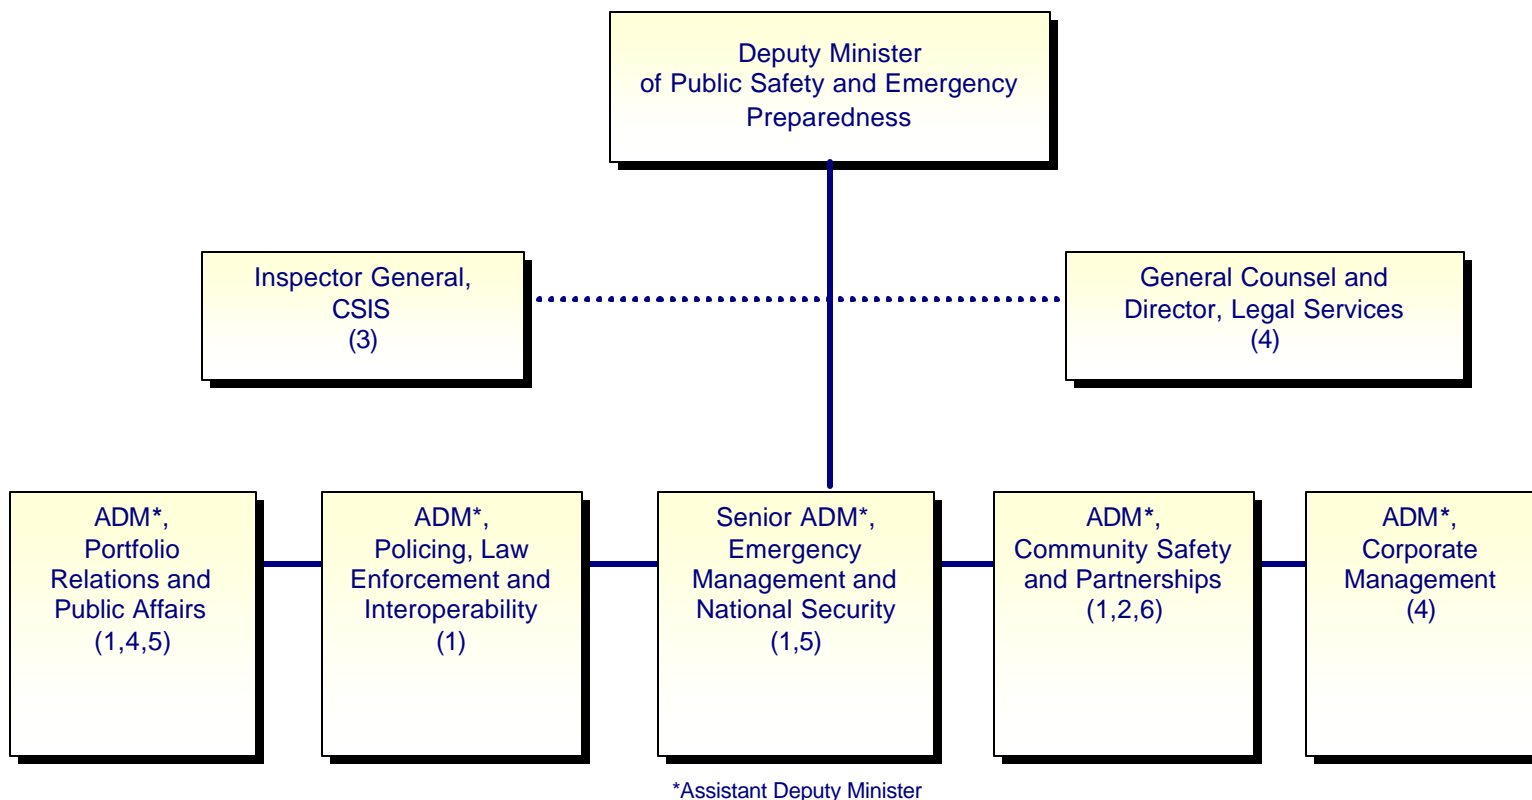 Deputy Minister
of Public Safety and Emergency
Preparedness
Inspector General,
CSIS
(3)
General Counsel and
Director, Legal Services
(4)
ADM*,
Portfolio
Relations and
Public Affairs
(1,4,5)
ADM*,
Policing, Law
Enforcement and
Interoperability
(1)
Senior ADM*,
Emergency
Management and
National Security
(1,5)
ADM*,
Community Safety
and Partnerships
(1,2,6)
ADM*,
Corporate
Management
(4)
*Assistant Deputy Minister